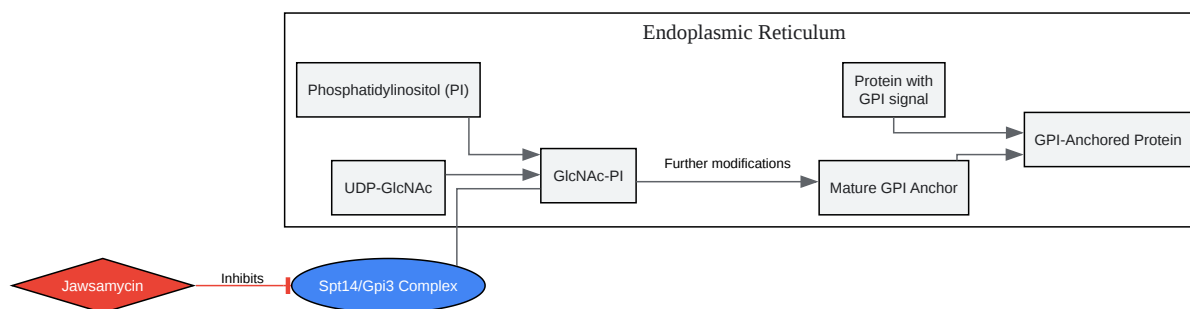 Endoplasmic Reticulum
Phosphatidylinositol (PI)
Protein with
GPI signal
GPI-Anchored Protein
UDP-GlcNAc
GlcNAc-PI
Further modifications
Mature GPI Anchor
Jawsamycin
Inhibits
Spt14/Gpi3 Complex